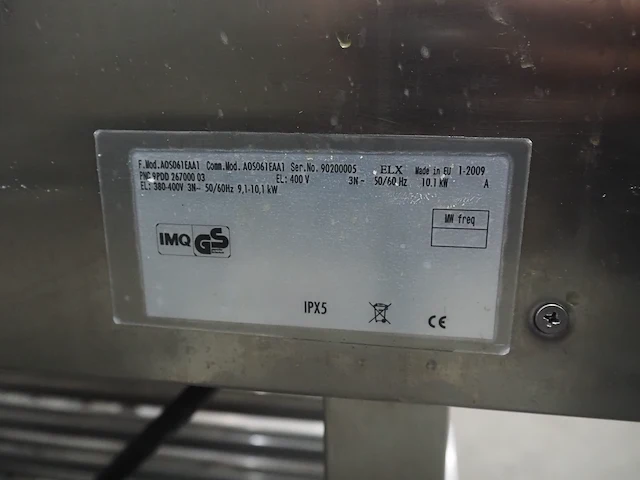 F.Mod.AOS061EAA1 Comm.Mod. AOS061EAA1 Ser.No. 90200005 ELX Made in EU 1-2009
PNC 9PDD 267000 03 EL: 400 V 3N~ 50/60 Hz 10.1 kW A
EL: 380-400V 3N~ 50/60Hz 9,1-10,1 kW
MW freq
IMQ GS
IPX5 CE